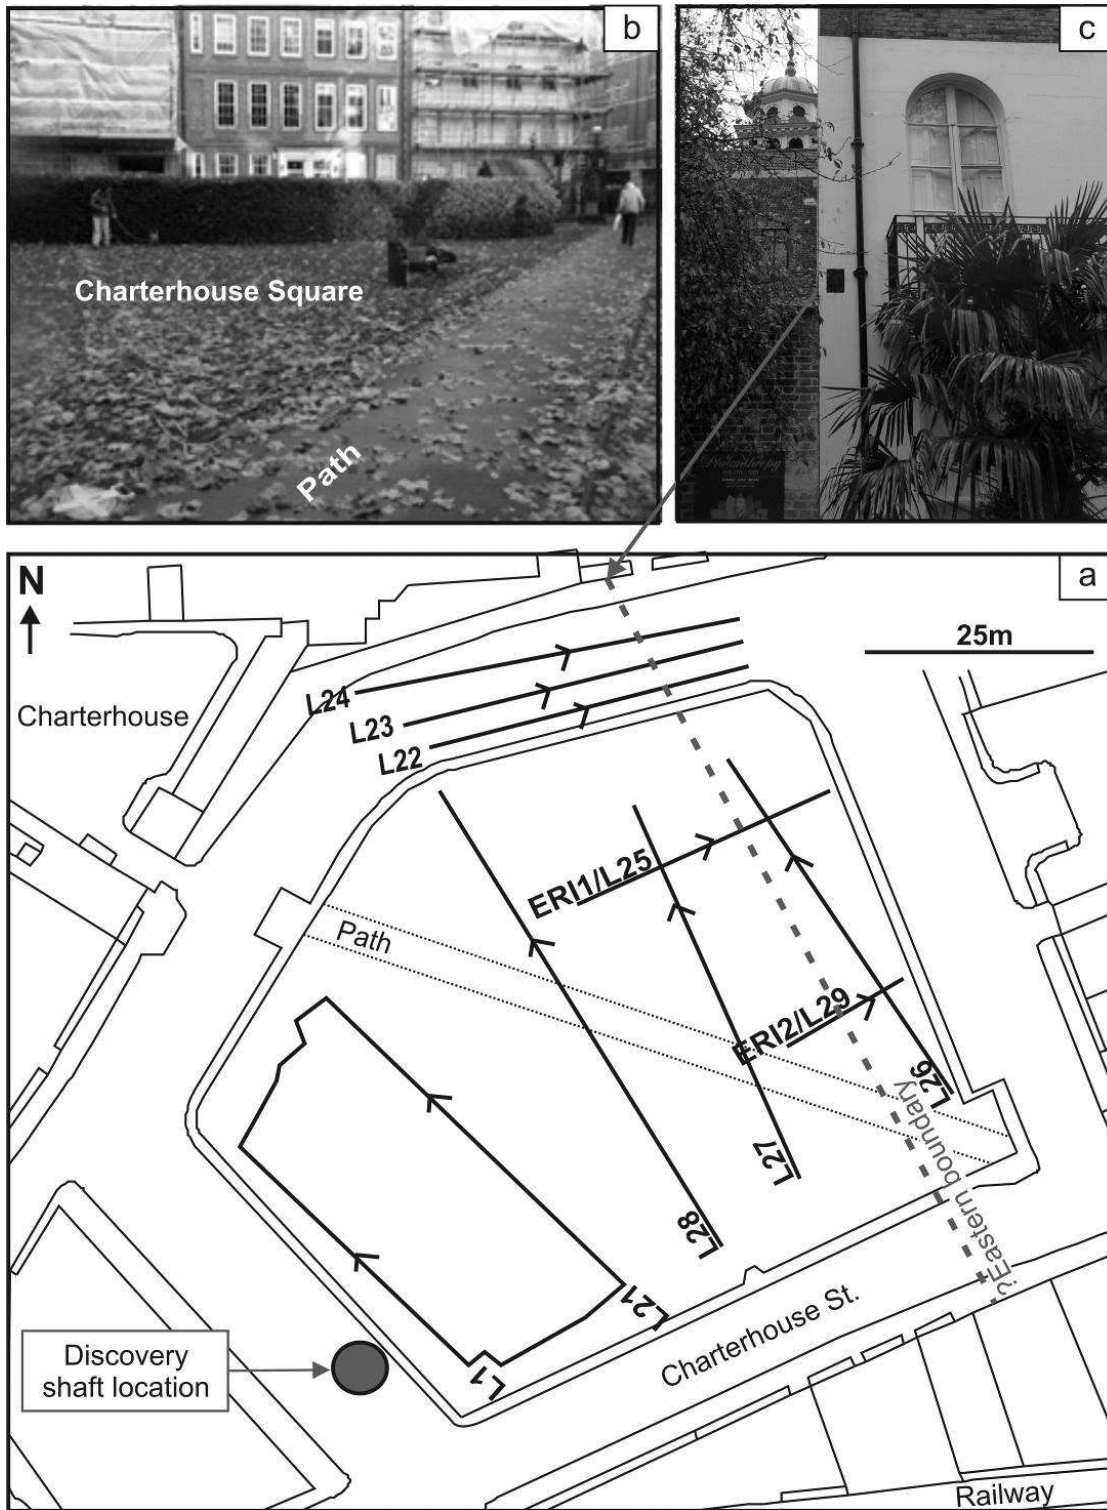 b
c
Charterhouse Square
Path
a
N
25m
L24
L23
L22
Charterhouse
ERI1/L25
Path
ERI2/L29
L26
?Eastern boundary
L27
L28
L21
L1
Charterhouse St.
Discovery
shaft location
Railway